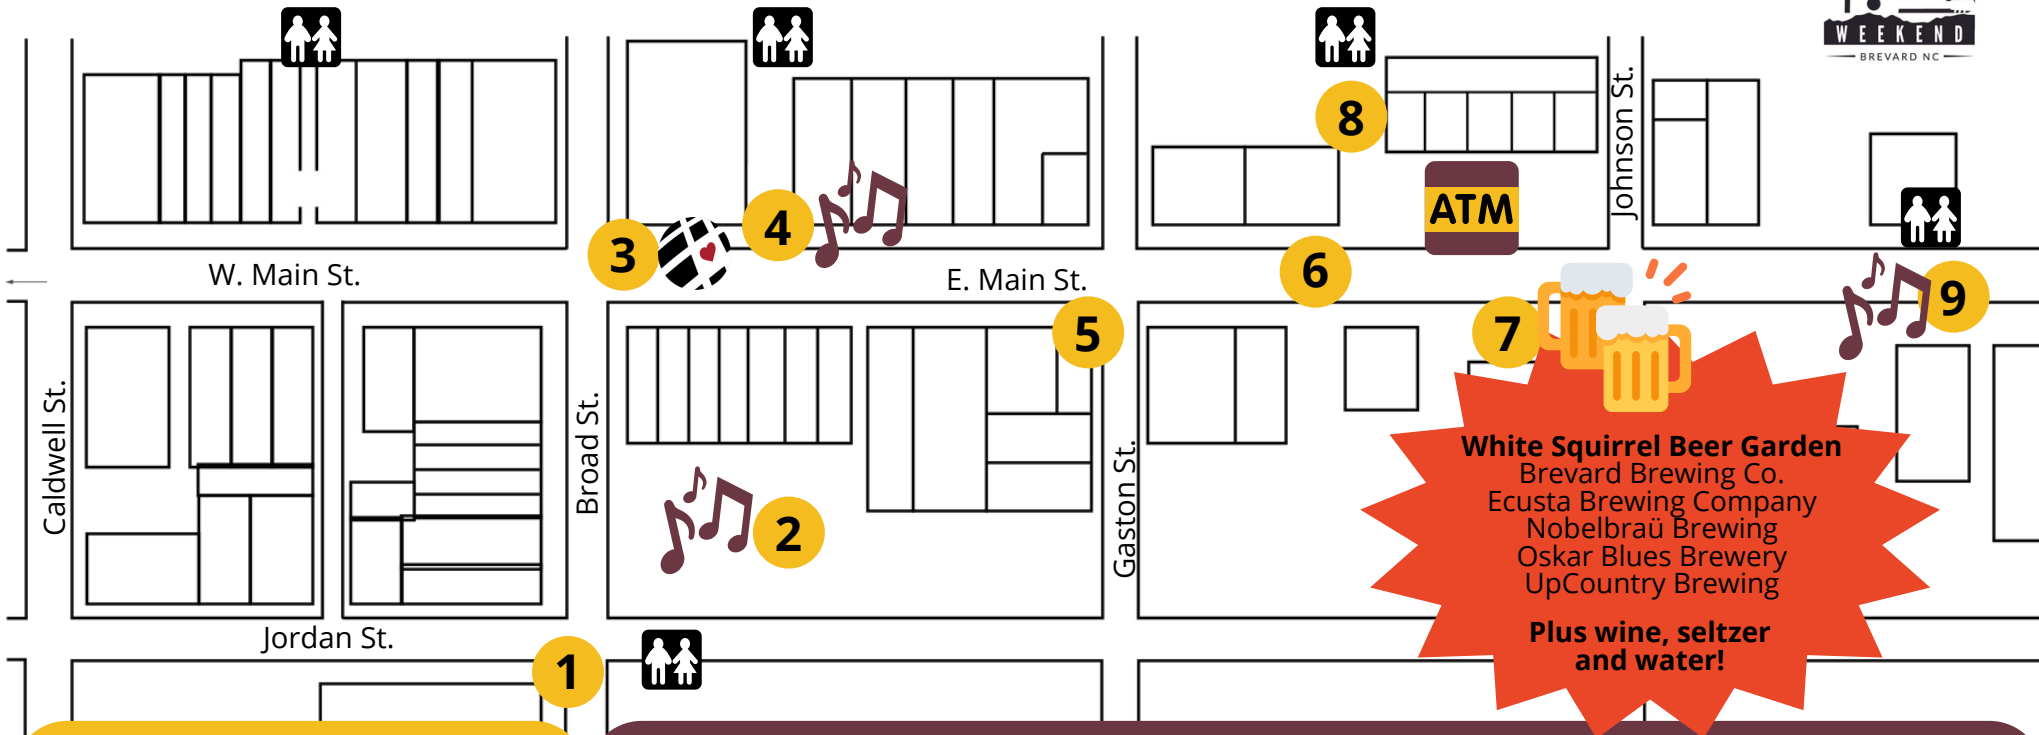 WEEKEND
BREVARD NC
8
Johnson St.
ATM
4
3
W. Main St.
E. Main St.
6
9
5
7
Caldwell St.
Broad St.
Gaston St.
2
White Squirrel Beer Garden
Brevard Brewing Co.
Ecusta Brewing Company
Nobelbraü Brewing
Oskar Blues Brewery
UpCountry Brewing
Plus wine, seltzer
and water!
Jordan St.
1